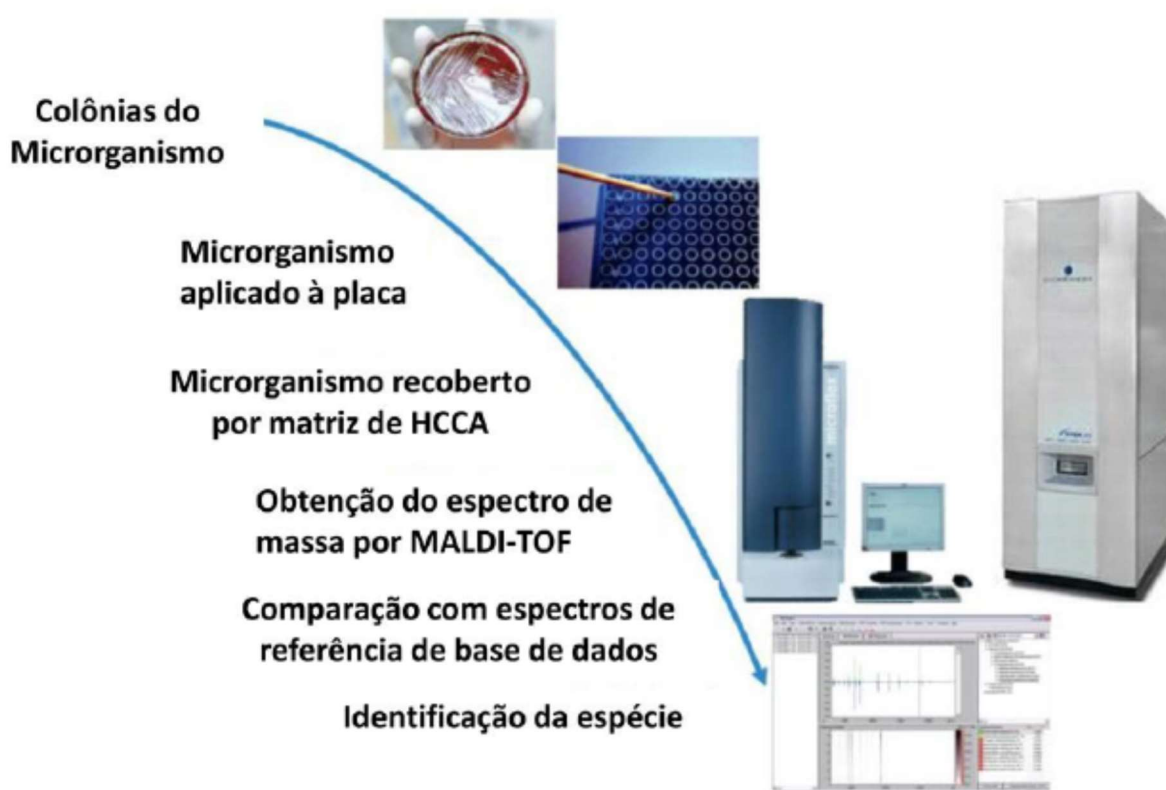 Colônias do
Microrganismo
Microrganismo
aplicado à placa
Microrganismo recoberto
por matriz de HCCA
Obtenção do espectro de
massa por MALDI-TOF
Comparação com espectros de
referência de base de dados
Identificação da espécie
microflex